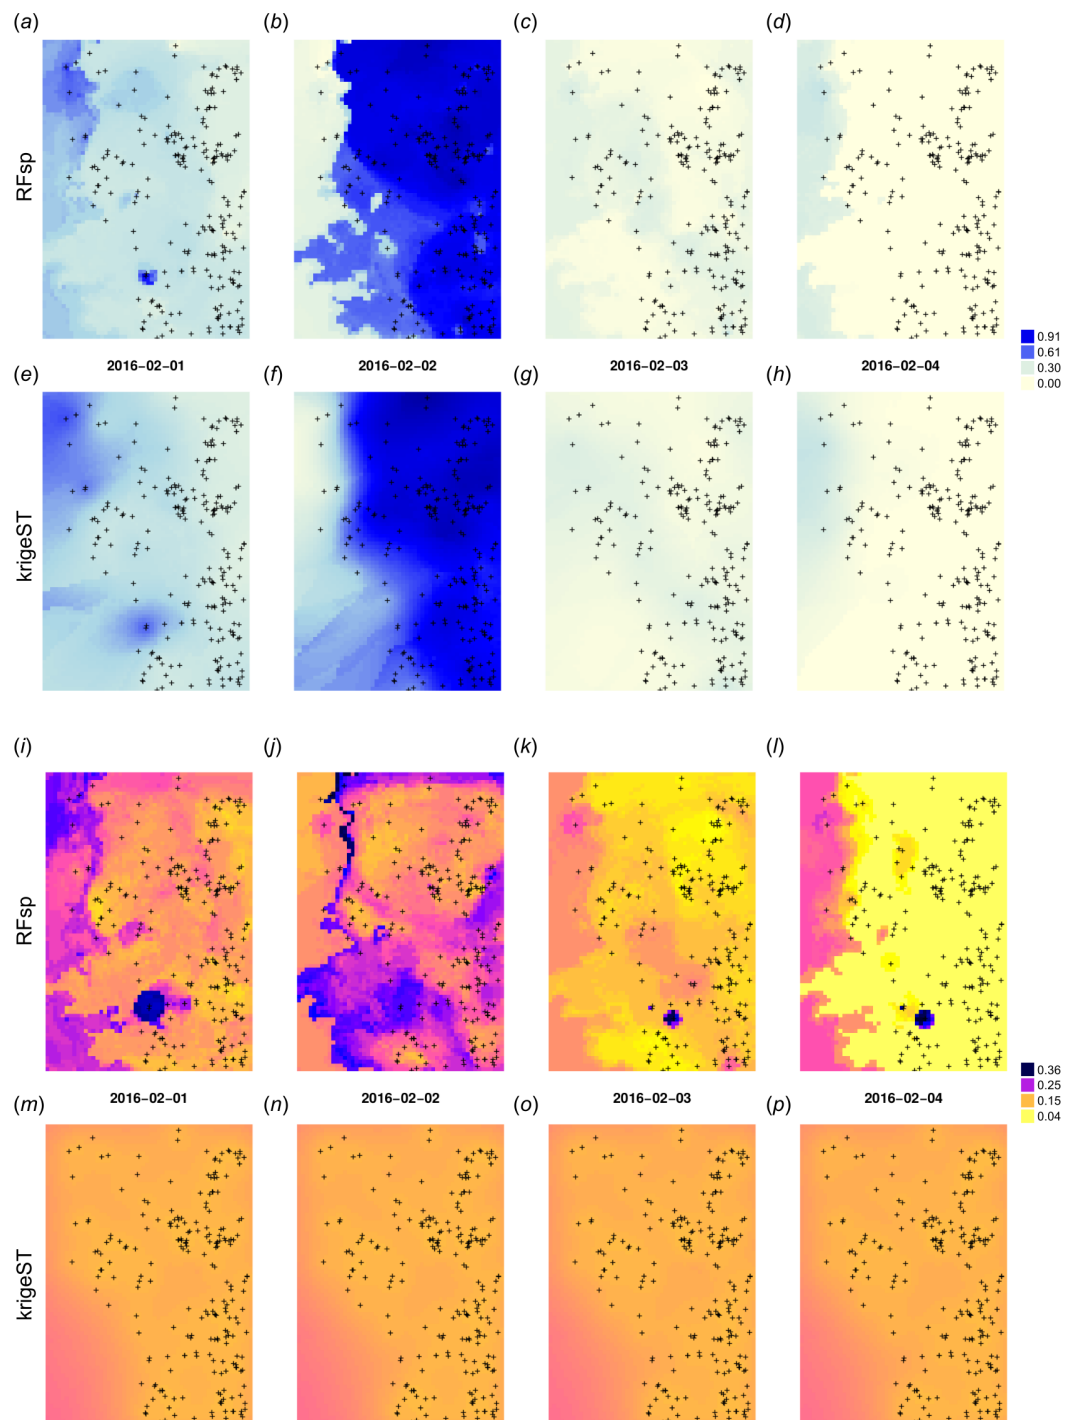 (a) (b) (c) (d)
RFsp
0.91
0.61
0.30
0.00
2016-02-01 2016-02-02 2016-02-03 2016-02-04
(e) (f) (g) (h)
krigeST
(i) (j) (k) (l)
RFsp
0.36
0.25
0.15
0.04
2016-02-01 2016-02-02 2016-02-03 2016-02-04
(m) (n) (o) (p)
krigeST